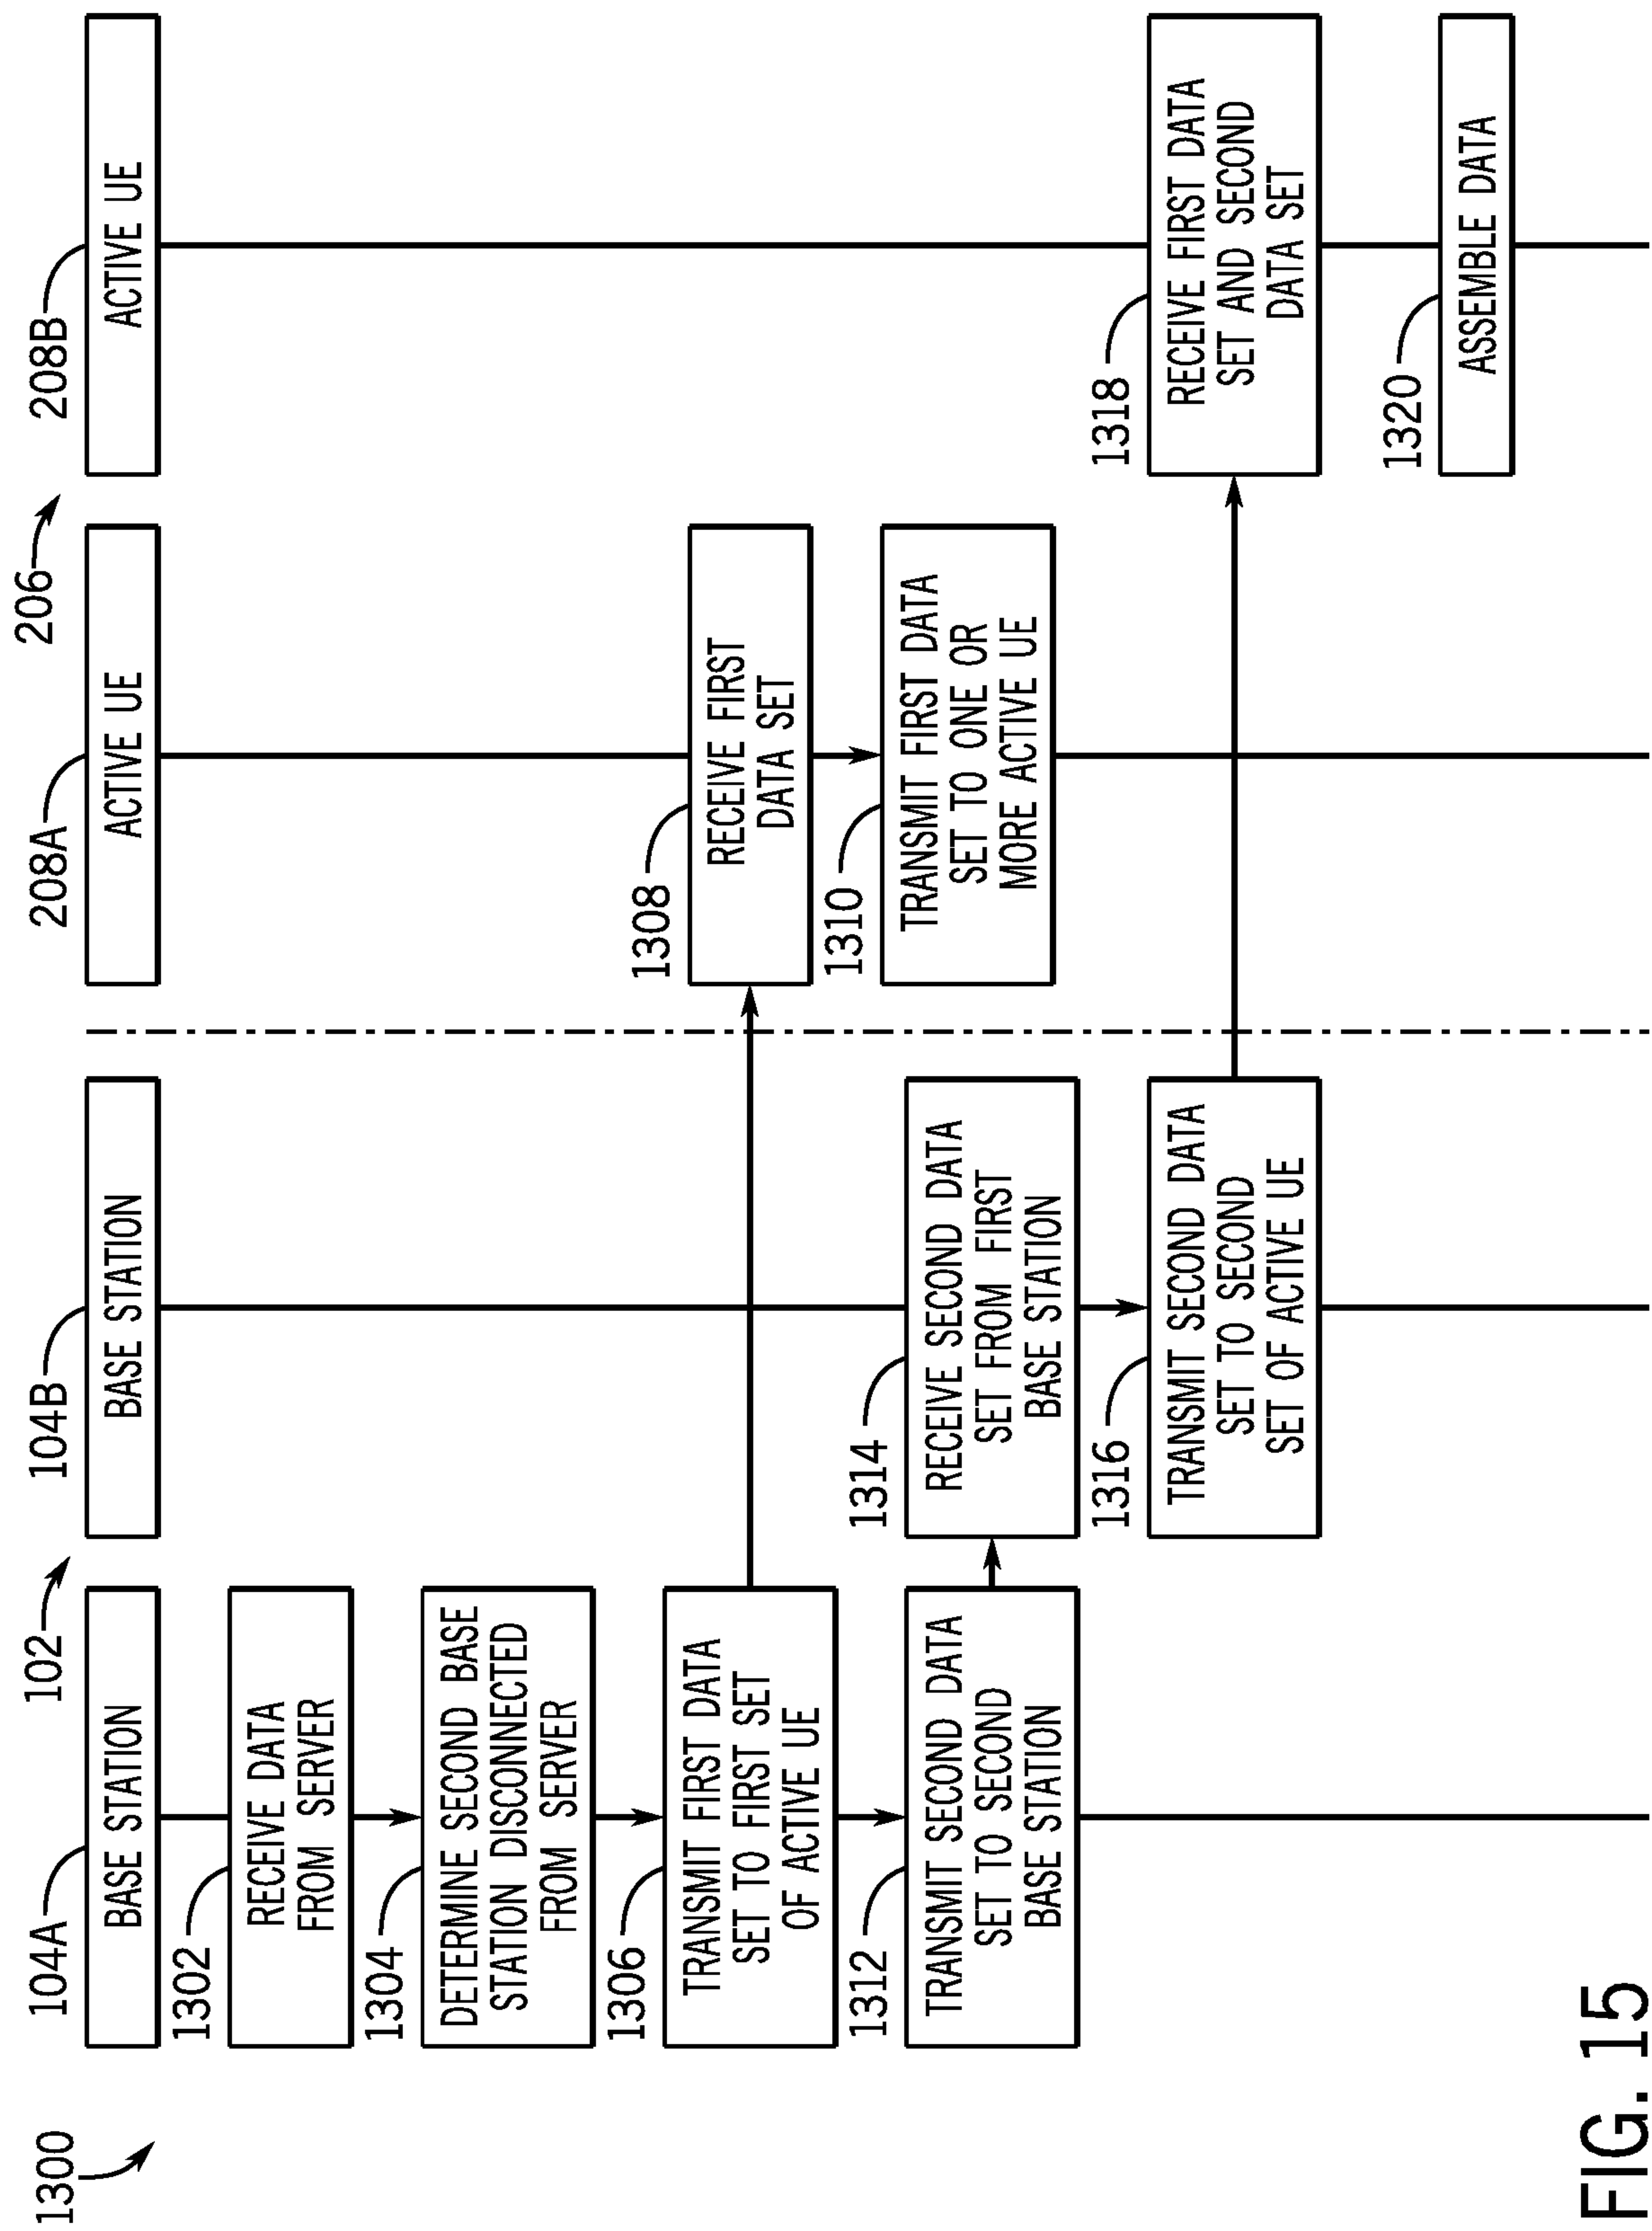 1300
102
206
104A
104B
208A
208B
BASE STATION
BASE STATION
ACTIVE UE
ACTIVE UE
1302
RECEIVE DATA
FROM SERVER
1304
DETERMINE SECOND BASE
STATION DISCONNECTED
FROM SERVER
1306
TRANSMIT FIRST DATA
SET TO FIRST SET
OF ACTIVE UE
1308
RECEIVE FIRST
DATA SET
1310
TRANSMIT FIRST DATA
SET TO ONE OR
MORE ACTIVE UE
1312
TRANSMIT SECOND DATA
SET TO SECOND
BASE STATION
1314
RECEIVE SECOND DATA
SET FROM FIRST
BASE STATION
1316
TRANSMIT SECOND DATA
SET TO SECOND
SET OF ACTIVE UE
1318
RECEIVE FIRST DATA
SET AND SECOND
DATA SET
1320
ASSEMBLE DATA
FIG. 15